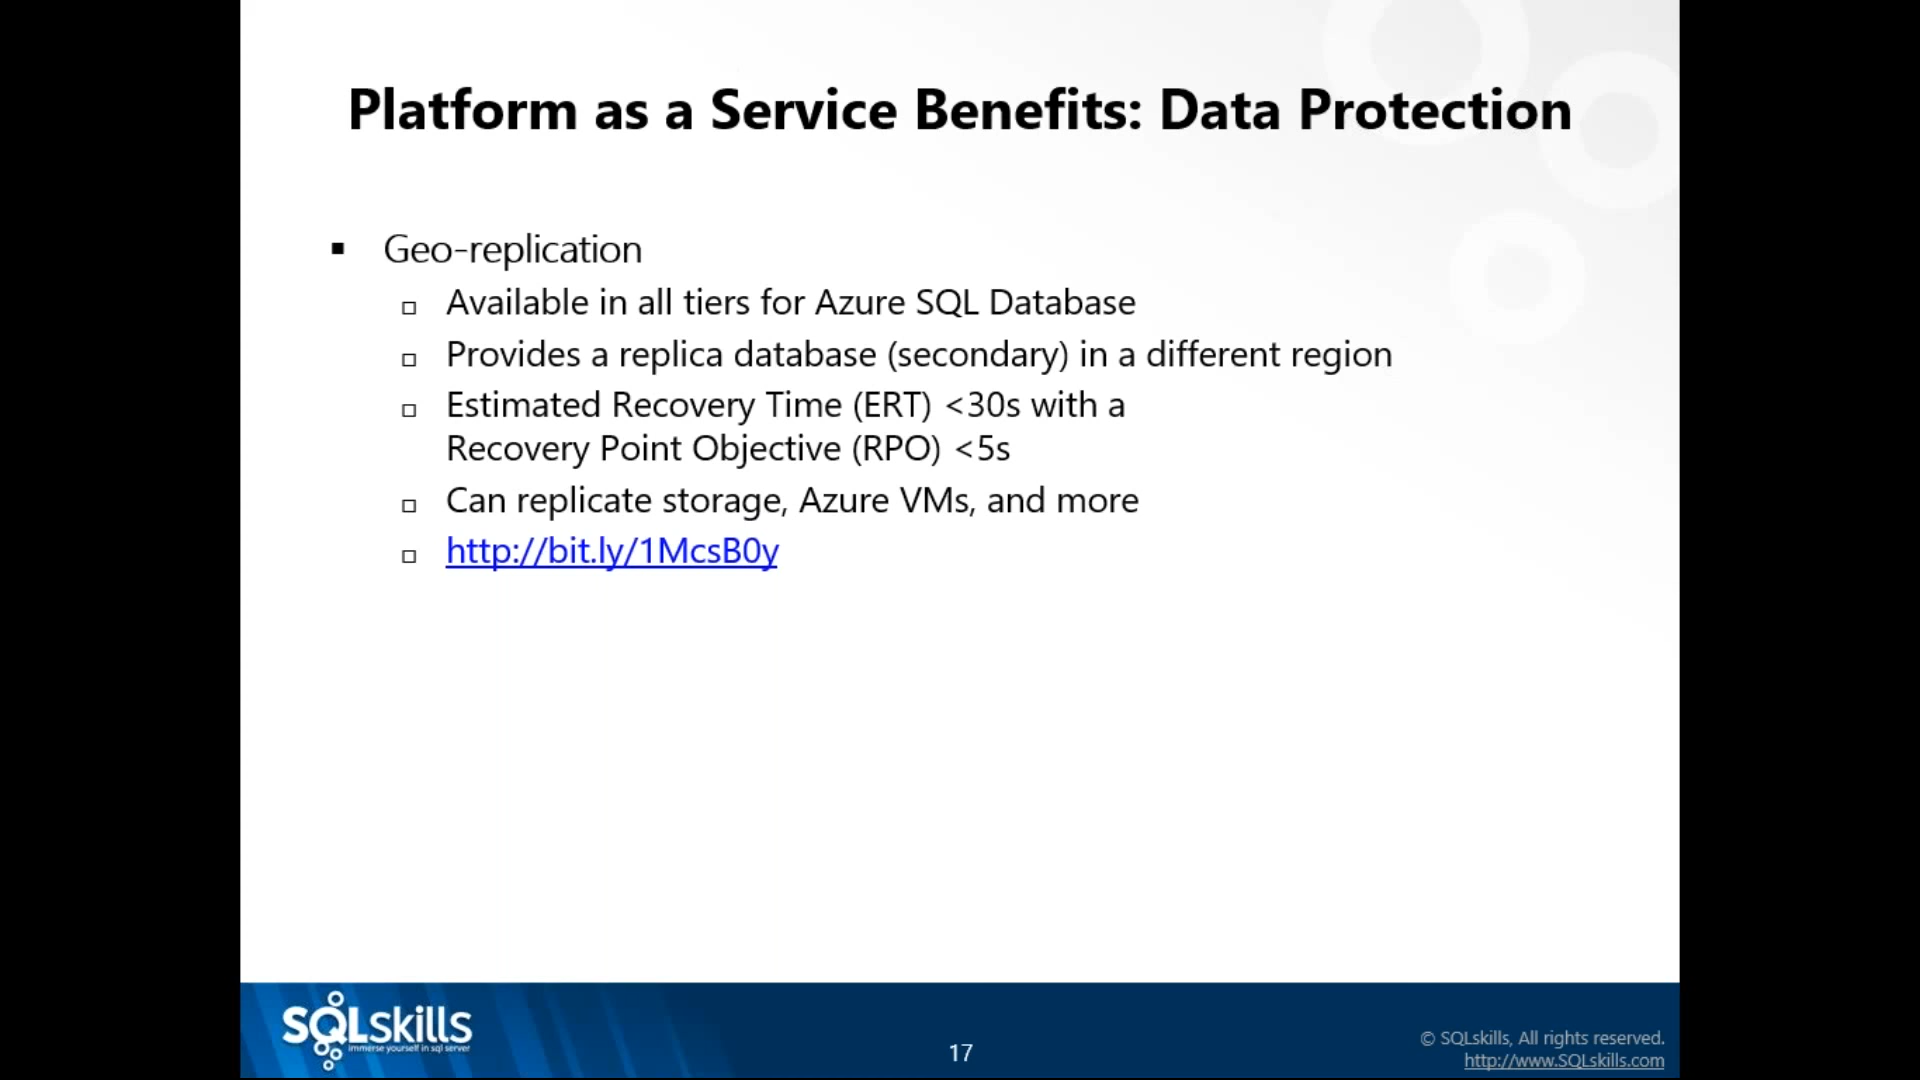 Platform as a Service Benefits: Data Protection
Geo-replication
Available in all tiers for Azure SQL Database
Provides a replica database (secondary) in a different region
Estimated Recovery Time (ERT) <30s with a
Recovery Point Objective (RPO) <5s
Can replicate storage, Azure VMs, and more
http://bit.ly/1McsB0y
SQLskills
immerse yourself in sql server
17
© SQLskills, All rights reserved.
http://www.SQLskills.com